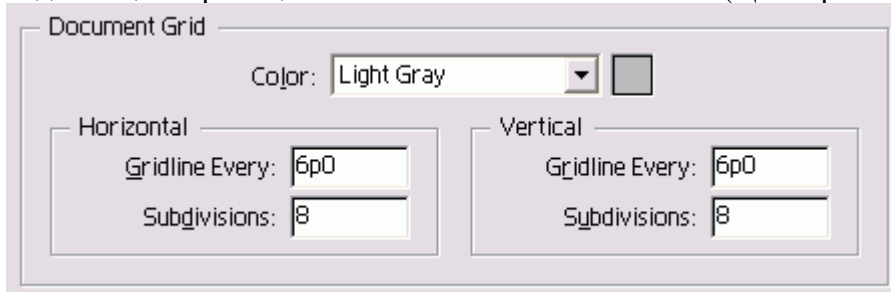 Document Grid
Color: Light Gray
Horizontal
Gridline Every: 6p0
Subdivisions: 8
Vertical
Gridline Every: 6p0
Subdivisions: 8